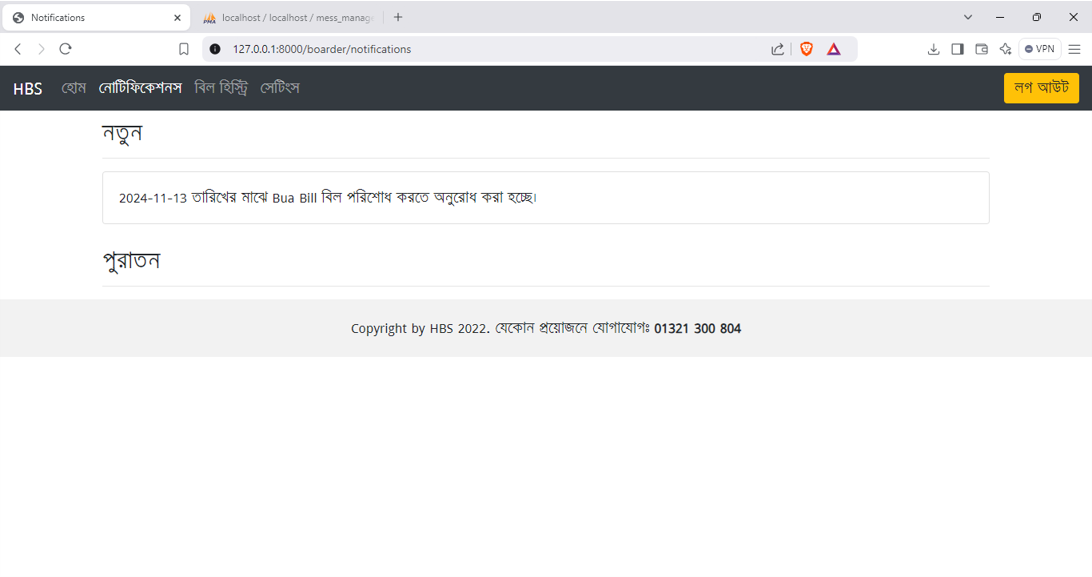 Notifications
localhost / localhost / mess_manage
127.0.0.1:8000/boarder/notifications
VPN
HBS হোম নোটিফিকেশনস বিল হিস্ট্রি সেটিংস লগ আউট
নতুন
2024-11-13 তারিখের মাঝে Bua Bill বিল পরিশোধ করতে অনুরোধ করা হচ্ছে।
পুরাতন
Copyright by HBS 2022. যেকোন প্রয়োজনে যোগাযোগঃ 01321 300 804